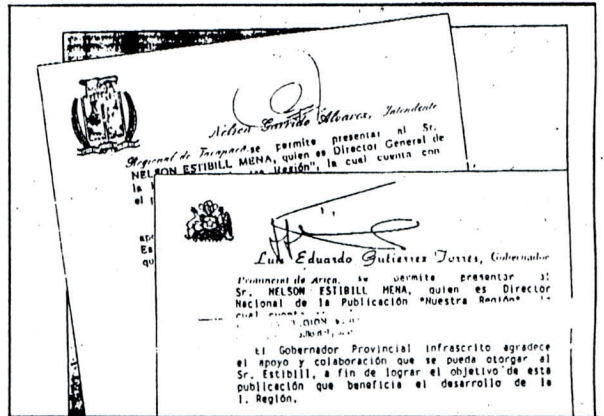 Nelson Garrido Alvarez, Intendente
Regional de Tarapacá, se permite presentar al Sr.
NELSON ESTIBILL MENA, quien es Director General de
la Región", la cual cuenta con
el
Es
qu
Luis Eduardo Gutierrez Torres, Gobernador
Provincial de Arica, se permite presentar al
Sr. NELSON ESTIBILL MENA, quien es Director
Nacional de la Publicación "Nuestra Región", la
cual cuenta
El Gobernador Provincial infrascrito agradece
el apoyo y colaboración que se pueda otorgar al
Sr. Estibill, a fin de lograr el objetivo de esta
publicación que beneficia el desarrollo de la
I. Región.